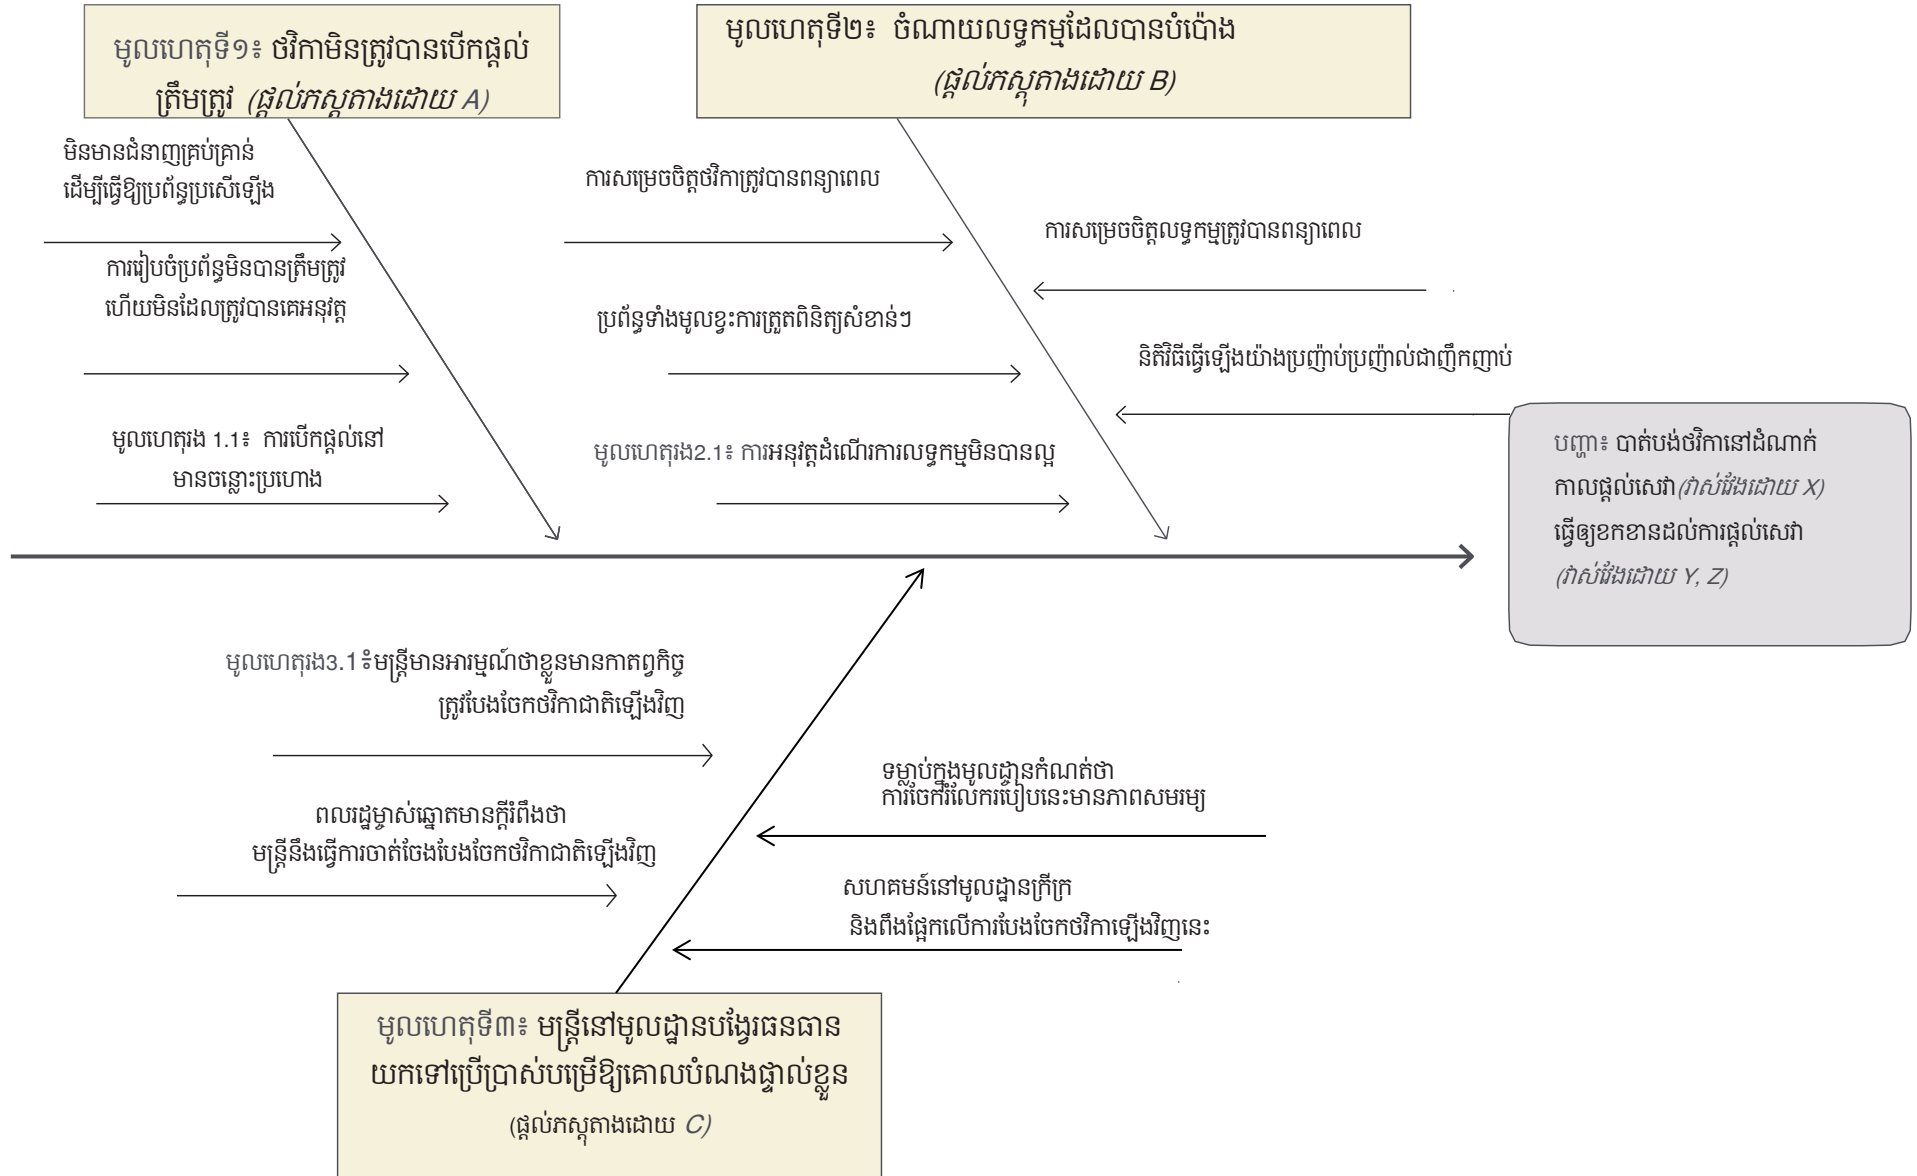 មូលហេតុទី១៖ ថវិកាមិនត្រូវបានបើកផ្តល់
ត្រឹមត្រូវ (ផ្តល់ភស្តុតាងដោយ A)
មូលហេតុទី២៖ ចំណាយលទ្ធកម្មដែលបានបំប៉ោង
(ផ្តល់ភស្តុតាងដោយ B)
មិនមានជំនាញគ្រប់គ្រាន់
ដើម្បីធ្វើឱ្យប្រព័ន្ធប្រសើរឡើង
ការរៀបចំប្រព័ន្ធមិនបានត្រឹមត្រូវ
ហើយមិនដែលត្រូវបានគេអនុវត្ត
មូលហេតុរង 1.1៖ ការបើកផ្តល់នៅ
មានចន្លោះប្រហោង
ការសម្រេចចិត្តថវិកាត្រូវបានពន្យាពេល
ប្រព័ន្ធទាំងមូលខ្វះការត្រួតពិនិត្យសំខាន់ៗ
មូលហេតុរង2.1៖ ការអនុវត្តដំណើរការលទ្ធកម្មមិនបានល្អ
ការសម្រេចចិត្តលទ្ធកម្មត្រូវបានពន្យាពេល
និតិវិធីធ្វើឡើងយ៉ាងប្រញ៉ាប់ប្រញ៉ាល់ជាញឹកញាប់
បញ្ហា៖ បាត់បង់ថវិកានៅដំណាក់
កាលផ្តល់សេវា(វាស់វែងដោយ X)
ធ្វើឲ្យខកខានដល់ការផ្តល់សេវា
(វាស់វែងដោយ Y, Z)
មូលហេតុរង3.1៖មន្ត្រីមានអារម្មណ៍ថាខ្លួនមានកាតព្វកិច្ច
ត្រូវបែងចែកថវិកាជាតិឡើងវិញ
ពលរដ្ឋម្ចាស់ឆ្នោតមានក្តីរំពឹងថា
មន្ត្រីនឹងធ្វើការចាត់ចែងបែងចែកថវិកាជាតិឡើងវិញ
ទម្លាប់ក្នុងមូលដ្ឋានកំណត់ថា
ការចែករំលែករបៀបនេះមានភាពសមរម្យ
សហគមន៍នៅមូលដ្ឋានក្រីក្រ
និងពឹងផ្អែកលើការបែងចែកថវិកាឡើងវិញនេះ
មូលហេតុទី៣៖ មន្ត្រីនៅមូលដ្ឋានបង្វែរធនធាន
យកទៅប្រើប្រាស់បម្រើឱ្យគោលបំណងផ្ទាល់ខ្លួន
(ផ្តល់ភស្តុតាងដោយ C)